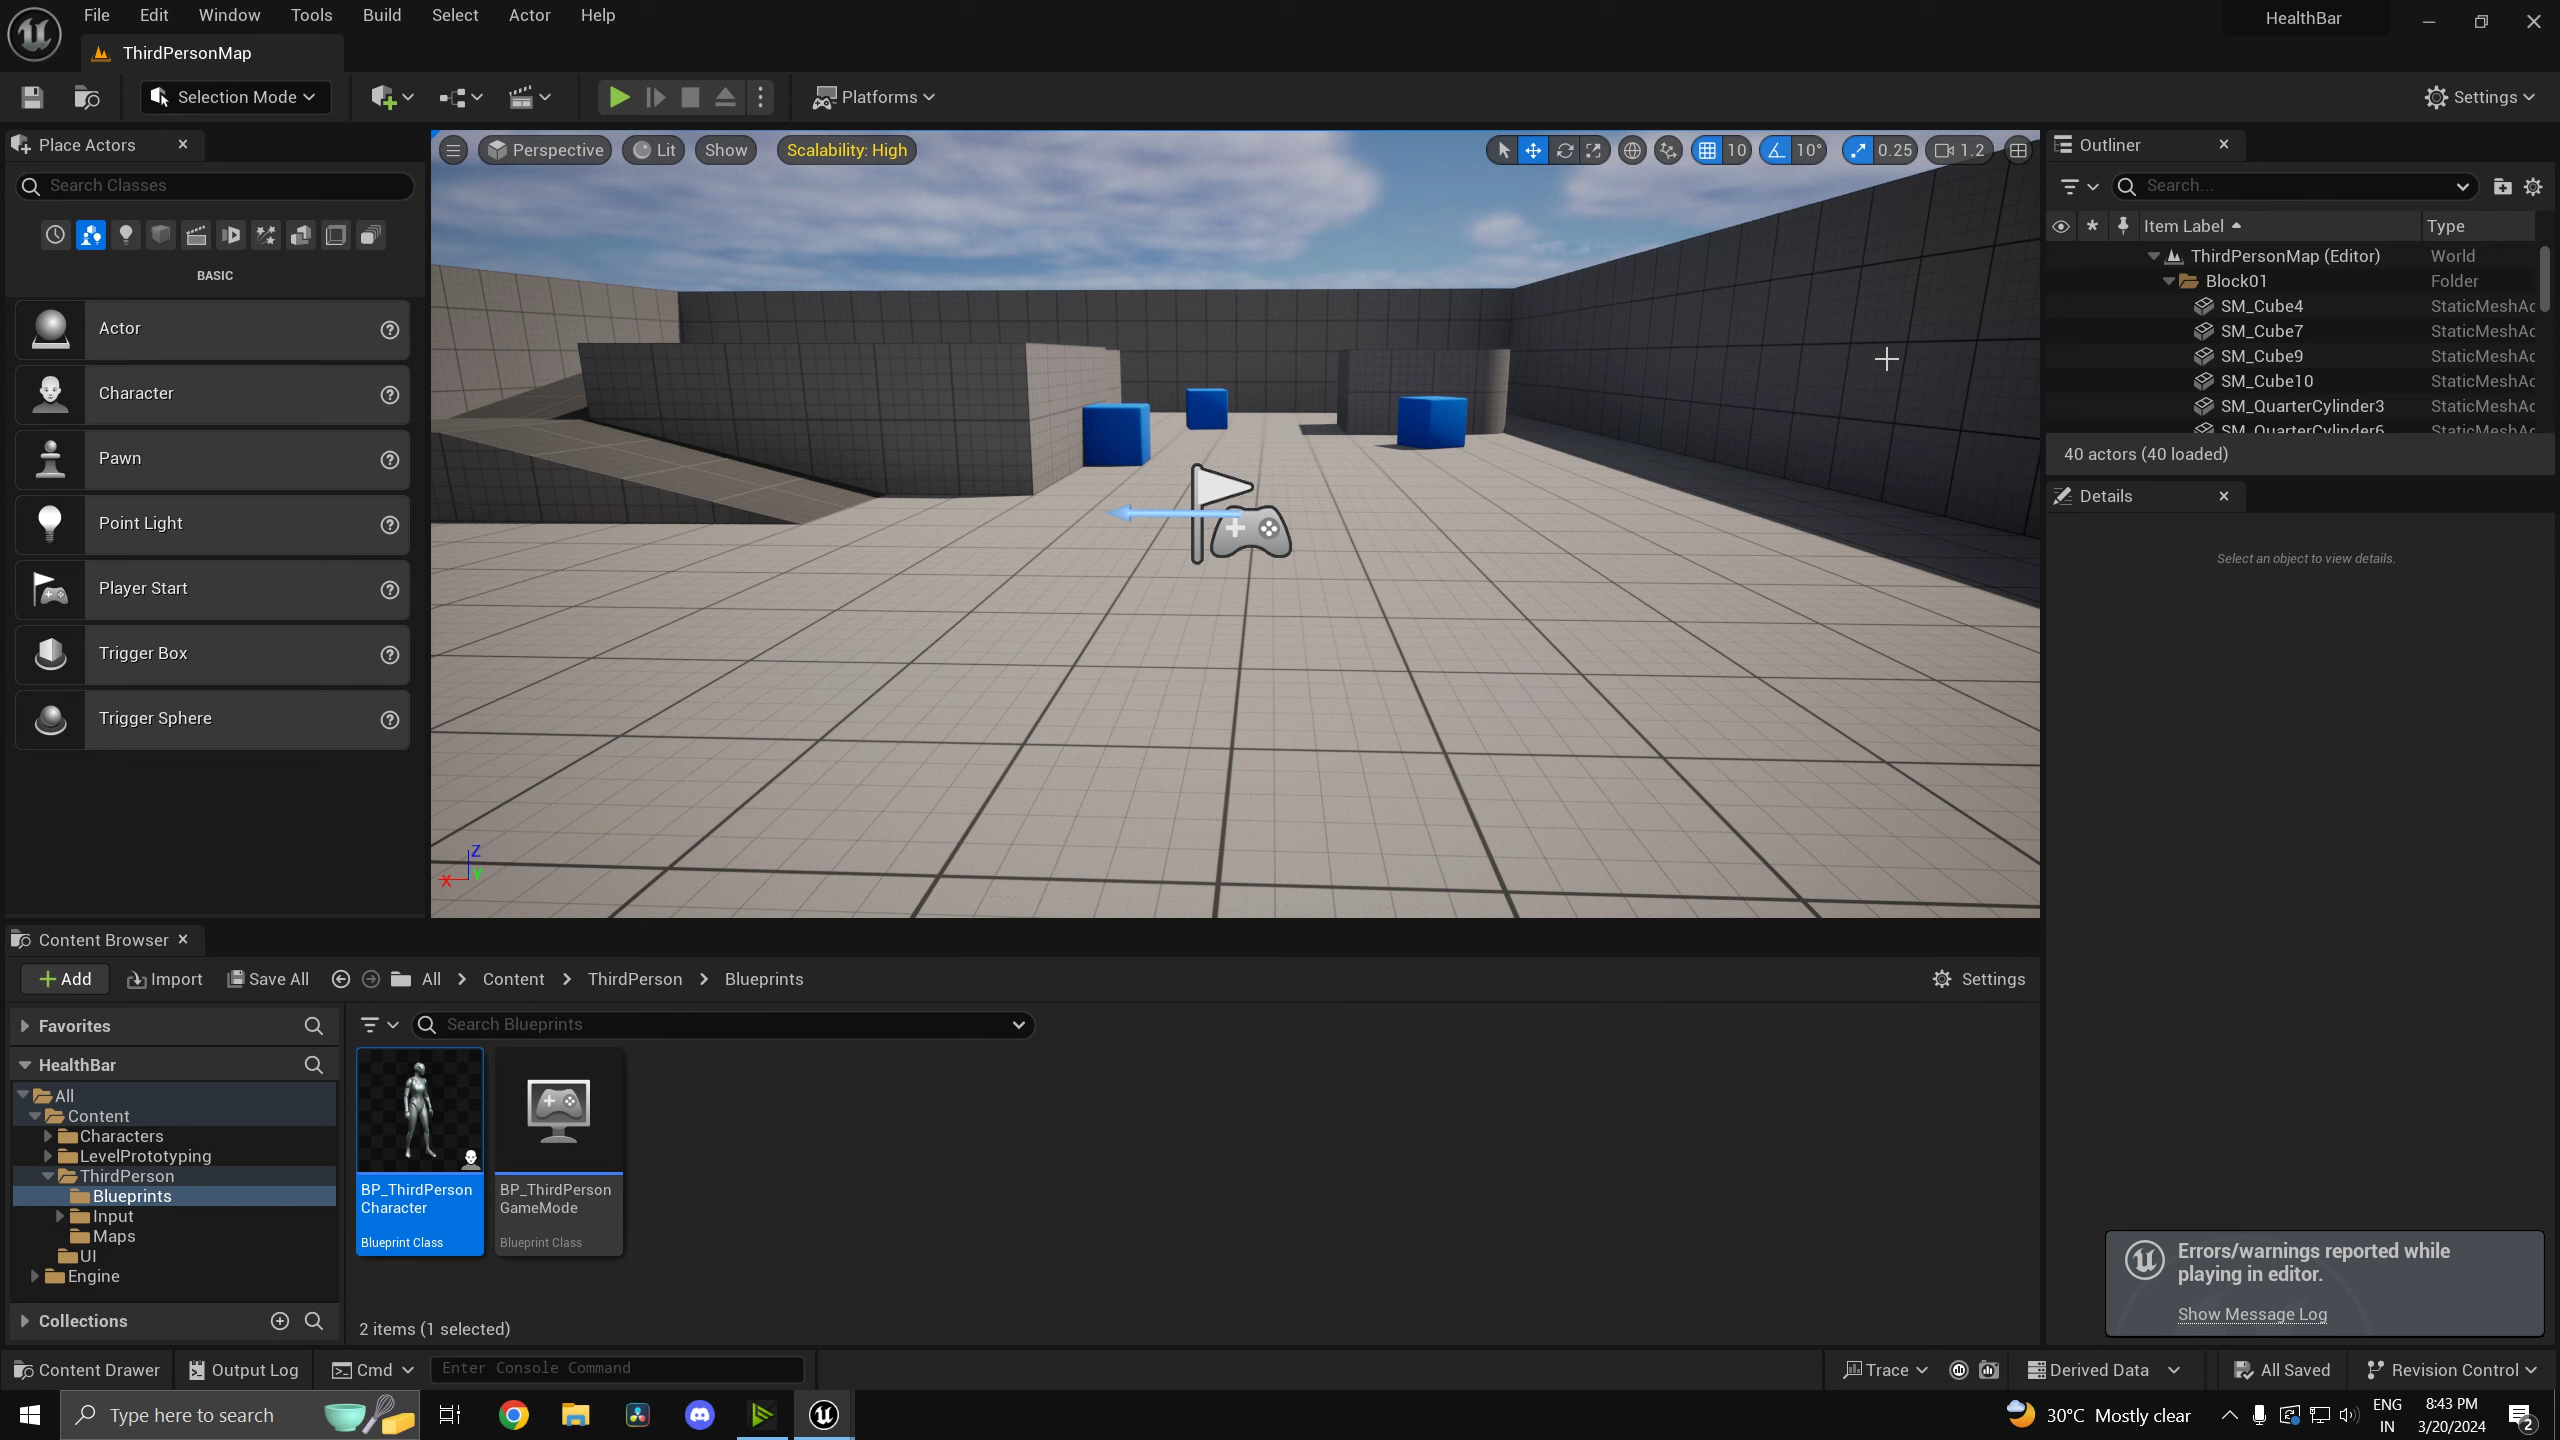 File Edit Window Tools Build Select Actor Help
HealthBar
ThirdPersonMap
Selection Mode
Platforms
Settings
Place Actors
Search Classes
BASIC
Actor
Character
Pawn
Point Light
Player Start
Trigger Box
Trigger Sphere
Perspective Lit Show Scalability: High
10 10° 0.25 1.2
Z
X Y
Outliner
Search...
Item Label Type
ThirdPersonMap (Editor) World
Block01 Folder
SM_Cube4 StaticMeshAc
SM_Cube7 StaticMeshAc
SM_Cube9 StaticMeshAc
SM_Cube10 StaticMeshAc
SM_QuarterCylinder3 StaticMeshAc
SM_QuarterCylinder6 StaticMeshAc
40 actors (40 loaded)
Details
Select an object to view details.
Content Browser
Add Import Save All All Content ThirdPerson Blueprints
Settings
Favorites
HealthBar
All
Content
Characters
LevelPrototyping
ThirdPerson
Blueprints
Input
Maps
UI
Engine
Collections
Search Blueprints
BP_ThirdPerson
Character
Blueprint Class
BP_ThirdPerson
GameMode
Blueprint Class
2 items (1 selected)
Errors/warnings reported while
playing in editor.
Show Message Log
Content Drawer Output Log Cmd Enter Console Command
Trace Derived Data All Saved Revision Control
Type here to search
30°C Mostly clear
ENG
IN
8:43 PM
3/20/2024
2